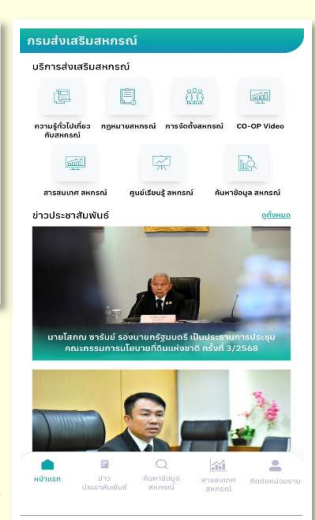 กรมส่งเสริมสหกรณ์
บริการส่งเสริมสหกรณ์
ความรู้ทั่วไปเกี่ยว
กับสหกรณ์
กฎหมายสหกรณ์
การจัดตั้งสหกรณ์
CO-OP Video
สารสนเทศ สหกรณ์
ศูนย์เรียนรู้ สหกรณ์
ค้นหาข้อมูล สหกรณ์
ข่าวประชาสัมพันธ์
ดูทั้งหมด
นายโสภณ ซารัมย์ รองนายกรัฐมนตรี เป็นประธานการประชุม
คณะกรรมการนโยบายที่ดินแห่งชาติ ครั้งที่ 3/2568
หน้าแรก
ข่าว
ประชาสัมพันธ์
ค้นหาข้อมูล
สหกรณ์
สารสนเทศ
สหกรณ์
ติดต่อหน่วยงาน